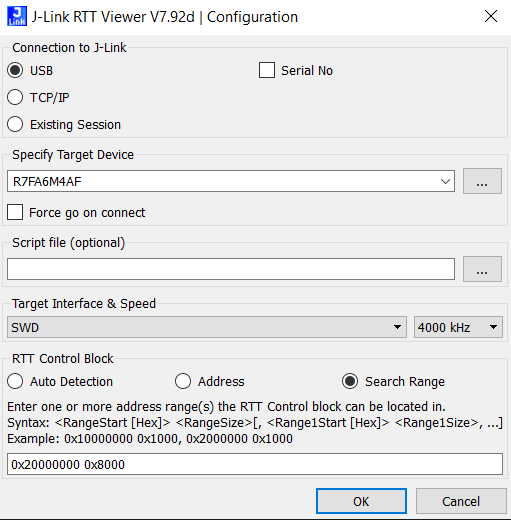 J-Link RTT Viewer V7.92d | Configuration
Connection to J-Link
USB
Serial No
TCP/IP
Existing Session
Specify Target Device
R7FA6M4AF
...
Force go on connect
Script file (optional)
...
Target Interface & Speed
SWD
4000 kHz
RTT Control Block
Auto Detection
Address
Search Range
Enter one or more address range(s) the RTT Control block can be located in.
Syntax: <RangeStart [Hex]> <RangeSize>[, <Range1Start [Hex]> <Range1Size>, ...]
Example: 0x10000000 0x1000, 0x2000000 0x1000
0x20000000 0x8000
OK
Cancel